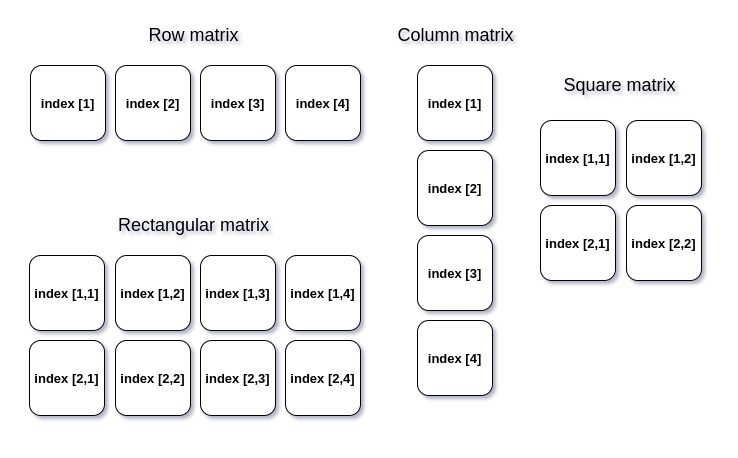 Row matrix
index [1] index [2] index [3] index [4]
Column matrix
index [1]
index [2]
index [3]
index [4]
Square matrix
index [1,1] index [1,2]
index [2,1] index [2,2]
Rectangular matrix
index [1,1] index [1,2] index [1,3] index [1,4]
index [2,1] index [2,2] index [2,3] index [2,4]